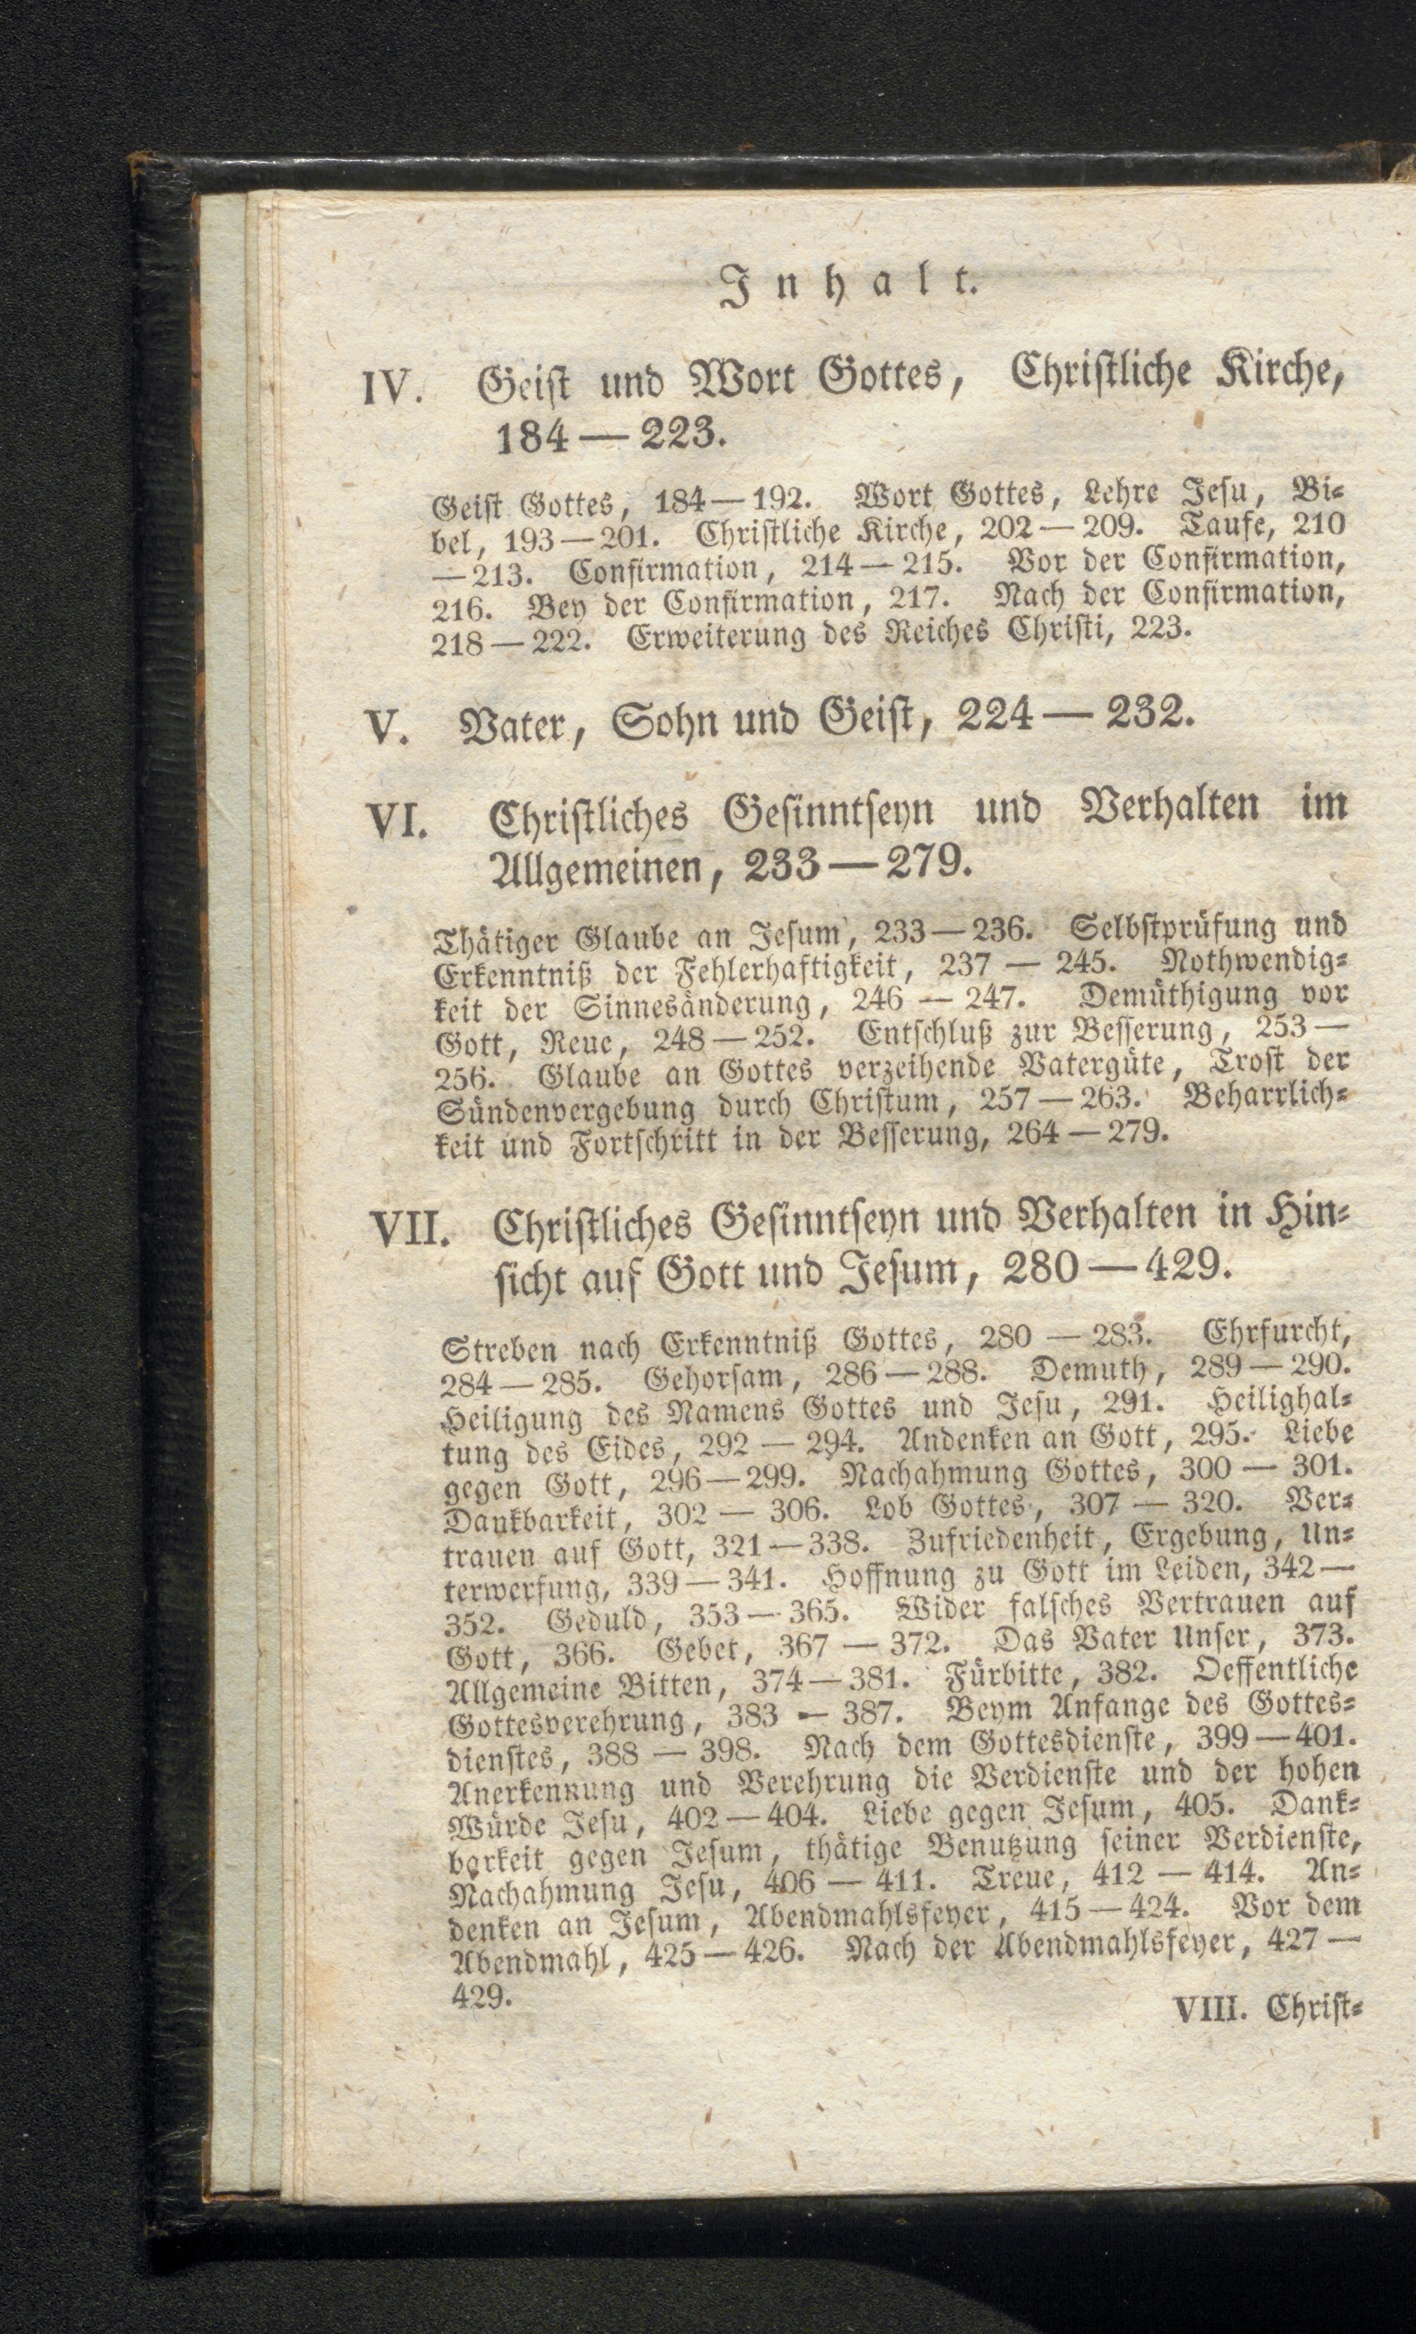 Inhalt.
IV. Geist und Wort Gottes, Christliche Kirche,
184 — 223.
Geist Gottes, 184 — 192. Wort Gottes, Lehre Jesu, Bi-
bel, 193 — 201. Christliche Kirche, 202 — 209. Taufe, 210
— 213. Confirmation, 214 — 215. Vor der Confirmation,
216. Bey der Confirmation, 217. Nach der Confirmation,
218 — 222. Erweiterung des Reiches Christi, 223.
V. Vater, Sohn und Geist, 224 — 232.
VI. Christliches Gesinntseyn und Verhalten im
Allgemeinen, 233 — 279.
Thätiger Glaube an Jesum, 233 — 236. Selbstprüfung und
Erkenntniß der Fehlerhaftigkeit, 237 — 245. Nothwendig-
keit der Sinnesänderung, 246 — 247. Demüthigung vor
Gott, Reue, 248 — 252. Entschluß zur Besserung, 253 —
256. Glaube an Gottes verzeihende Vatergüte, Trost der
Sündenvergebung durch Christum, 257 — 263. Beharrlich-
keit und Fortschritt in der Besserung, 264 — 279.
VII. Christliches Gesinntseyn und Verhalten in Hin-
sicht auf Gott und Jesum, 280 — 429.
Streben nach Erkenntniß Gottes, 280 — 283. Ehrfurcht,
284 — 285. Gehorsam, 286 — 288. Demuth, 289 — 290.
Heiligung des Namens Gottes und Jesu, 291. Heilighal-
tung des Eides, 292 — 294. Andenken an Gott, 295. Liebe
gegen Gott, 296 — 299. Nachahmung Gottes, 300 — 301.
Dankbarkeit, 302 — 306. Lob Gottes, 307 — 320. Ver-
trauen auf Gott, 321 — 338. Zufriedenheit, Ergebung, Un-
terwerfung, 339 — 341. Hoffnung zu Gott im Leiden, 342 —
352. Geduld, 353 — 365. Wider falsches Vertrauen auf
Gott, 366. Gebet, 367 — 372. Das Vater Unser, 373.
Allgemeine Bitten, 374 — 381. Fürbitte, 382. Oeffentliche
Gottesverehrung, 383 — 387. Beym Anfange des Gottes-
dienstes, 388 — 398. Nach dem Gottesdienste, 399 — 401.
Anerkennung und Verehrung die Verdienste und der hohen
Würde Jesu, 402 — 404. Liebe gegen Jesum, 405. Dank-
barkeit gegen Jesum, thätige Benutzung seiner Verdienste,
Nachahmung Jesu, 406 — 411. Treue, 412 — 414. An-
denken an Jesum, Abendmahlsfeyer, 415 — 424. Vor dem
Abendmahl, 425 — 426. Nach der Abendmahlsfeyer, 427 —
429.
VIII. Christ-